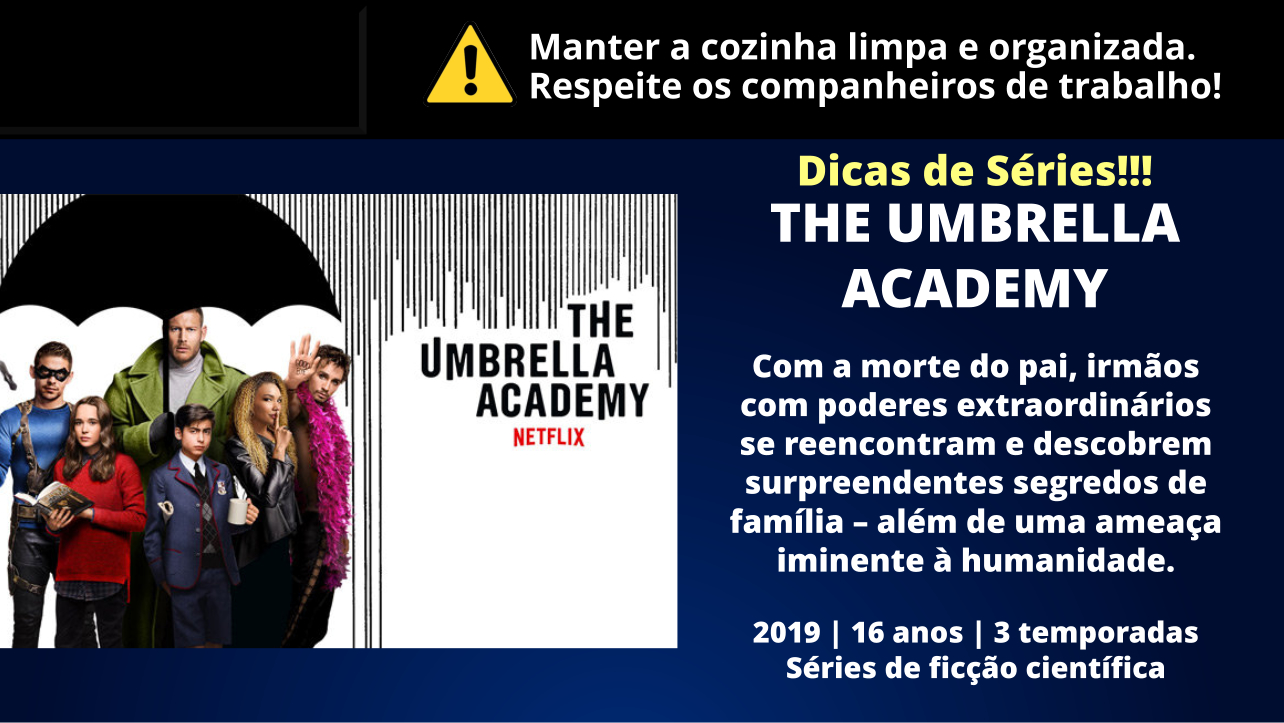 Manter a cozinha limpa e organizada.
Respeite os companheiros de trabalho!
Dicas de Séries!!!
THE UMBRELLA
ACADEMY
THE
UMBRELLA
ACADEMY
NETFLIX
Com a morte do pai, irmãos
com poderes extraordinários
se reencontram e descobrem
surpreendentes segredos de
família – além de uma ameaça
iminente à humanidade.
2019 | 16 anos | 3 temporadas
Séries de ficção científica